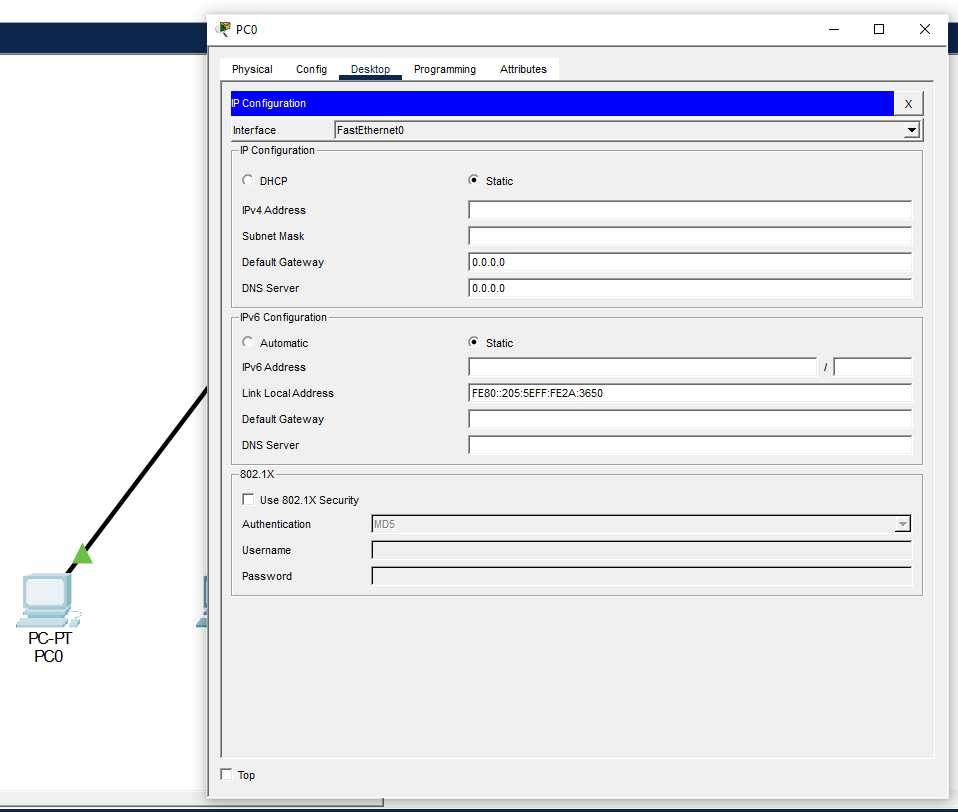 PC0
Physical Config Desktop Programming Attributes
IP Configuration X
Interface FastEthernet0
IP Configuration
DHCP Static
IPv4 Address
Subnet Mask
Default Gateway 0.0.0.0
DNS Server 0.0.0.0
IPv6 Configuration
Automatic Static
IPv6 Address /
Link Local Address FE80::205:5EFF:FE2A:3650
Default Gateway
DNS Server
802.1X
Use 802.1X Security
Authentication MD5
Username
Password
Top
PC-PT
PC0